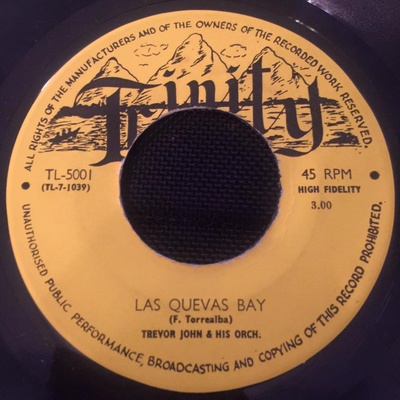 ALL RIGHTS OF THE MANUFACTURERS AND OF THE OWNERS OF THE RECORDED WORK RESERVED.
Trinity
TL-5001
(TL-7-1039)
45 RPM
HIGH FIDELITY
3.00
LAS QUEVAS BAY
(F. Torrealba)
TREVOR JOHN & HIS ORCH.
UNAUTHORISED PUBLIC PERFORMANCE, BROADCASTING AND COPYING OF THIS RECORD PROHIBITED.